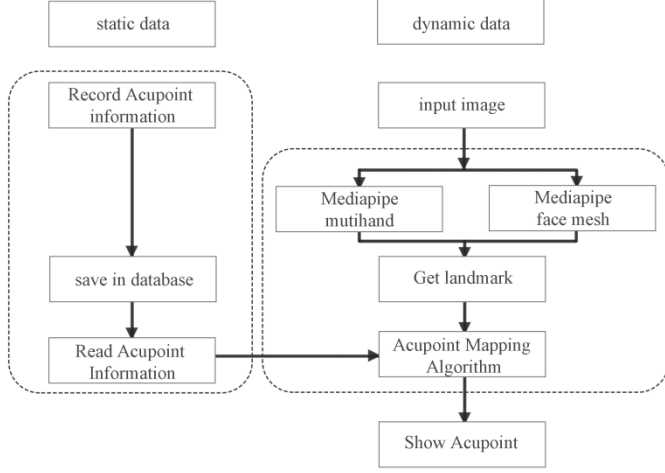 static data
dynamic data
Record Acupoint
information
input image
Mediapipe
mutihand
Mediapipe
face mesh
save in database
Get landmark
Read Acupoint
Information
Acupoint Mapping
Algorithm
Show Acupoint